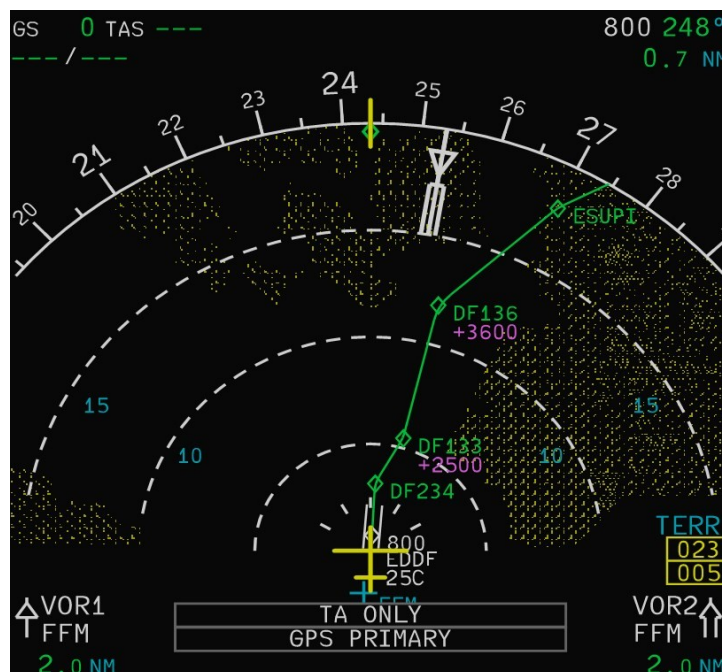 GS 0 TAS ---
---/---
800 248°
0.7 NM
20
21
22
23
24
25
26
27
28
ESUPI
DF136
+3600
15
15
DF133
+2500
10
10
DF234
800
EDDF
25C
TERR
023
005
FFM
VOR1
FFM
2.0 NM
TA ONLY
GPS PRIMARY
VOR2
FFM
2.0 NM